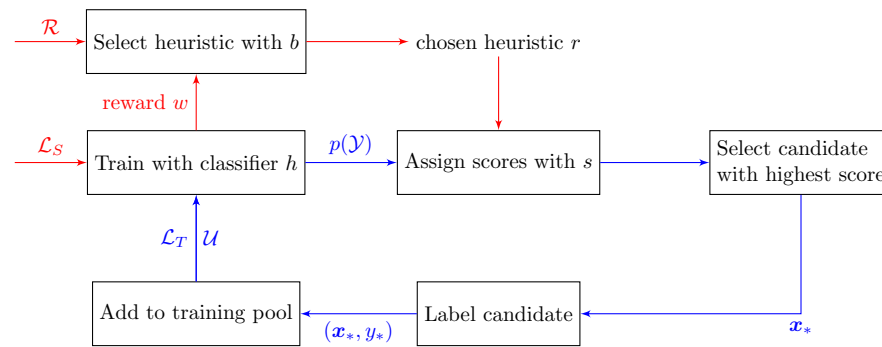 ℛ
Select heuristic with b
chosen heuristic r
reward w
ℒ_S
Train with classifier h
p(𝒴)
Assign scores with s
Select candidate
with highest score
ℒ_T 𝒰
Add to training pool
(𝒙_*, y_*)
Label candidate
𝒙_*